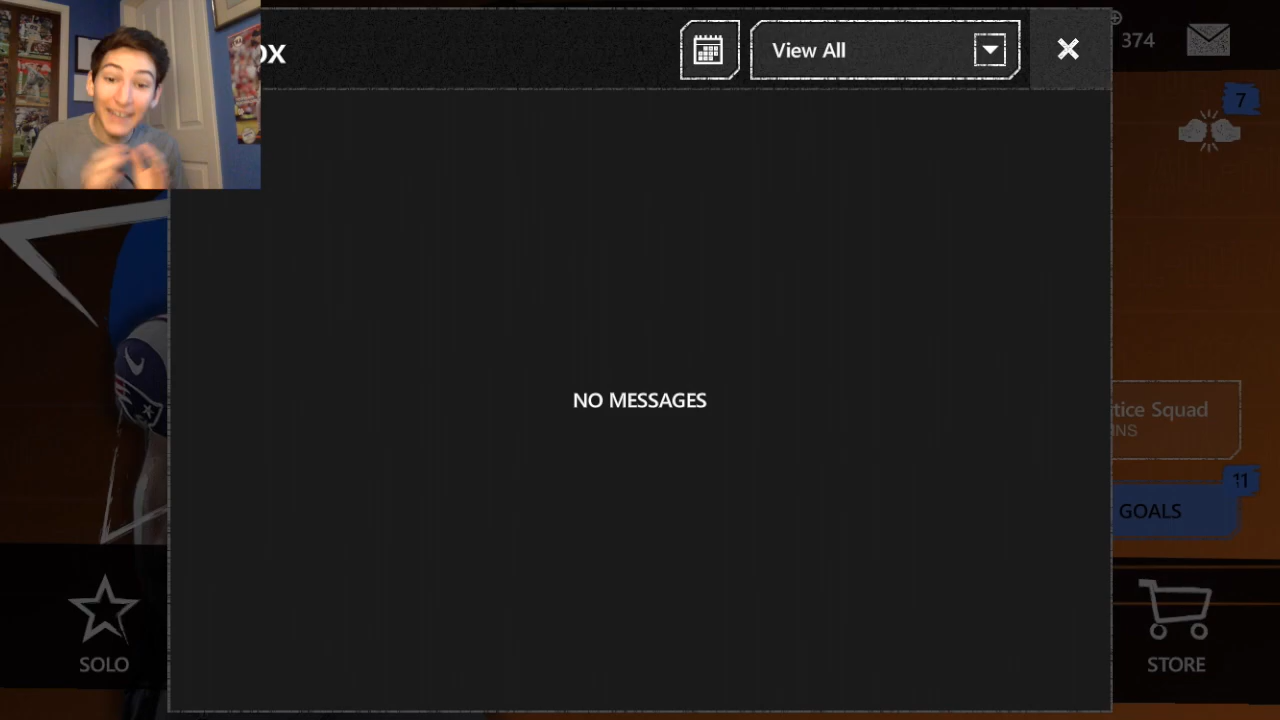 OX
View All
374
7
NO MESSAGES
tice Squad
INS
11
GOALS
SOLO
STORE